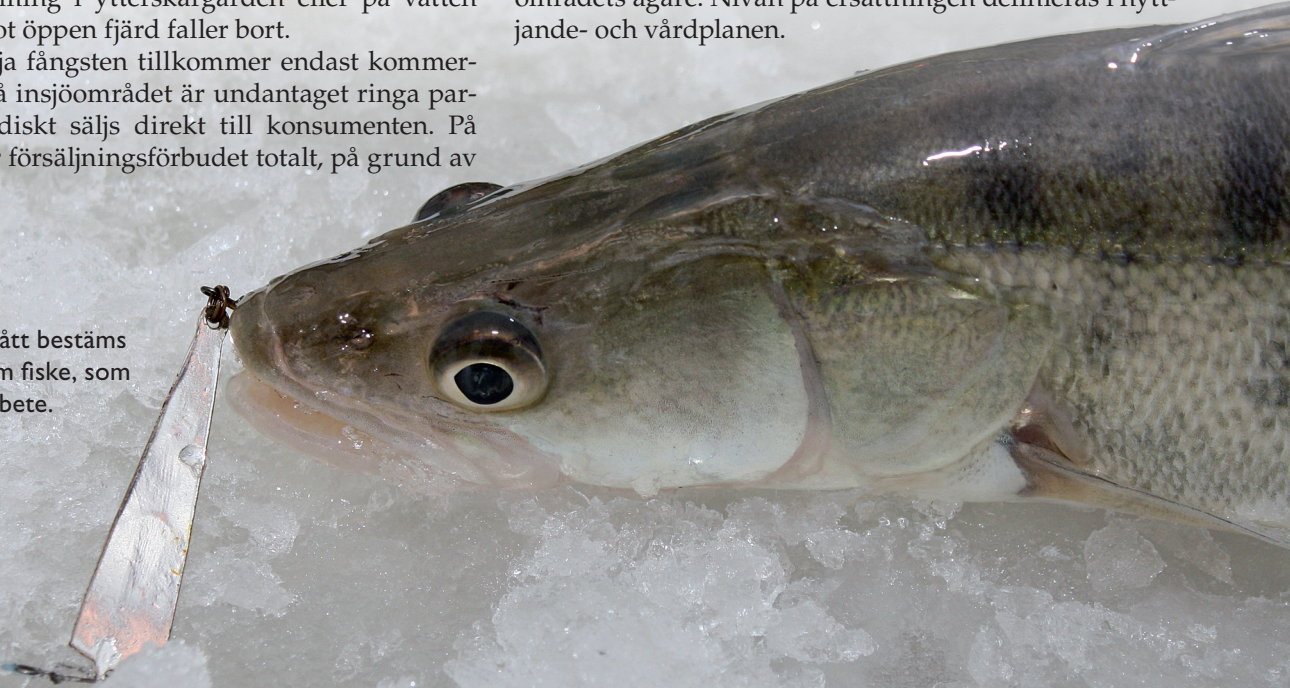 ning i ytterskärgården eller på vatten
ot öppen fjärd faller bort.
ja fångsten tillkommer endast kommer-
å insjöområdet är undantaget ringa par-
diskt säljs direkt till konsumenten. På
försäljningsförbudet totalt, på grund av
områdets ägare. Nivån på ersättningen definieras i nytt-
jande- och vårdplanen.
ått bestäms
m fiske, som
bete.